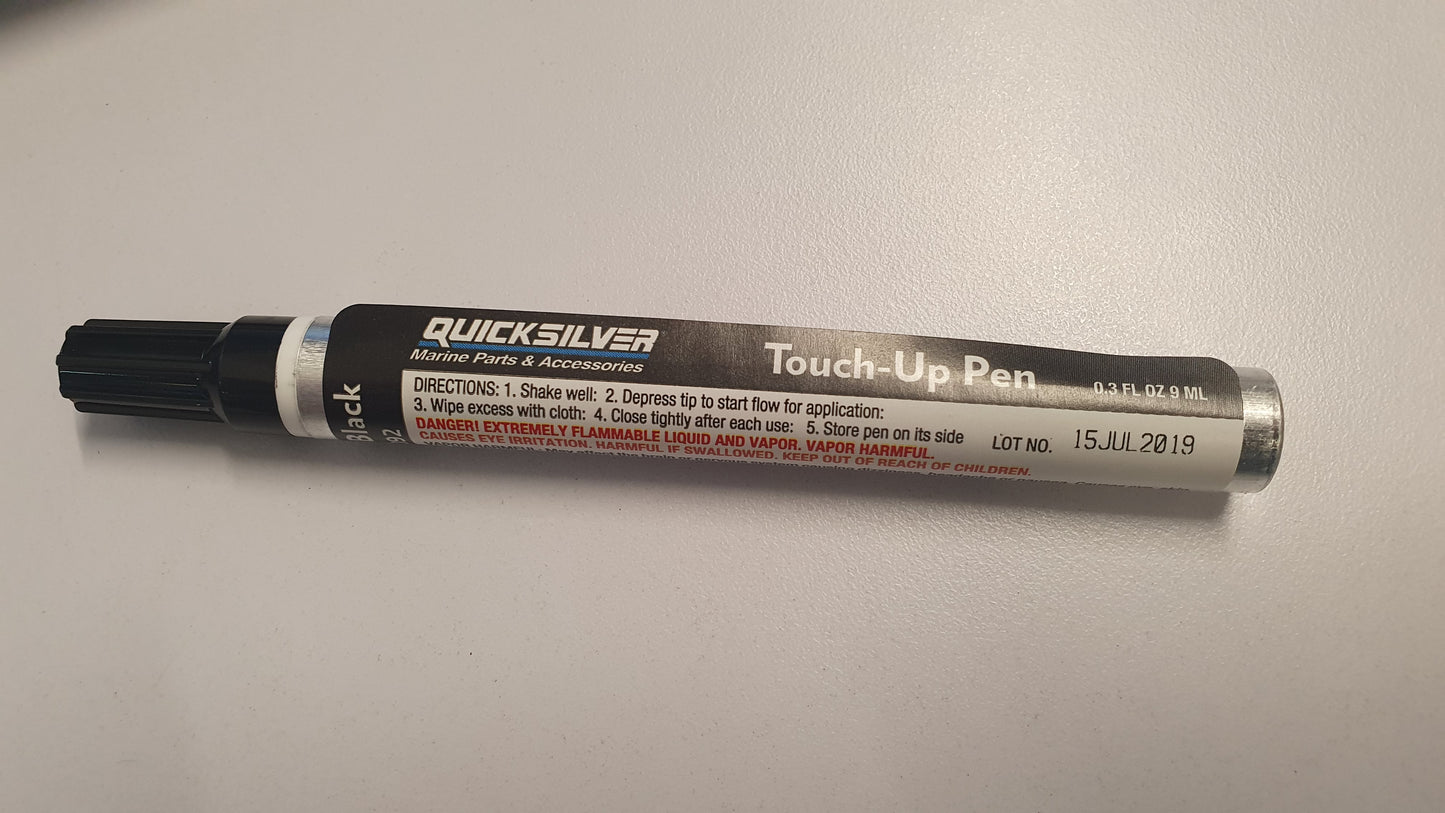 QUICKSILVER
Marine Parts & Accessories
Touch-Up Pen
0.3 FL OZ 9 ML
Black
92
DIRECTIONS: 1. Shake well: 2. Depress tip to start flow for application:
3. Wipe excess with cloth: 4. Close tightly after each use: 5. Store pen on its side
LOT NO. 15JUL2019
DANGER! EXTREMELY FLAMMABLE LIQUID AND VAPOR. VAPOR HARMFUL.
CAUSES EYE IRRITATION. HARMFUL IF SWALLOWED. KEEP OUT OF REACH OF CHILDREN.